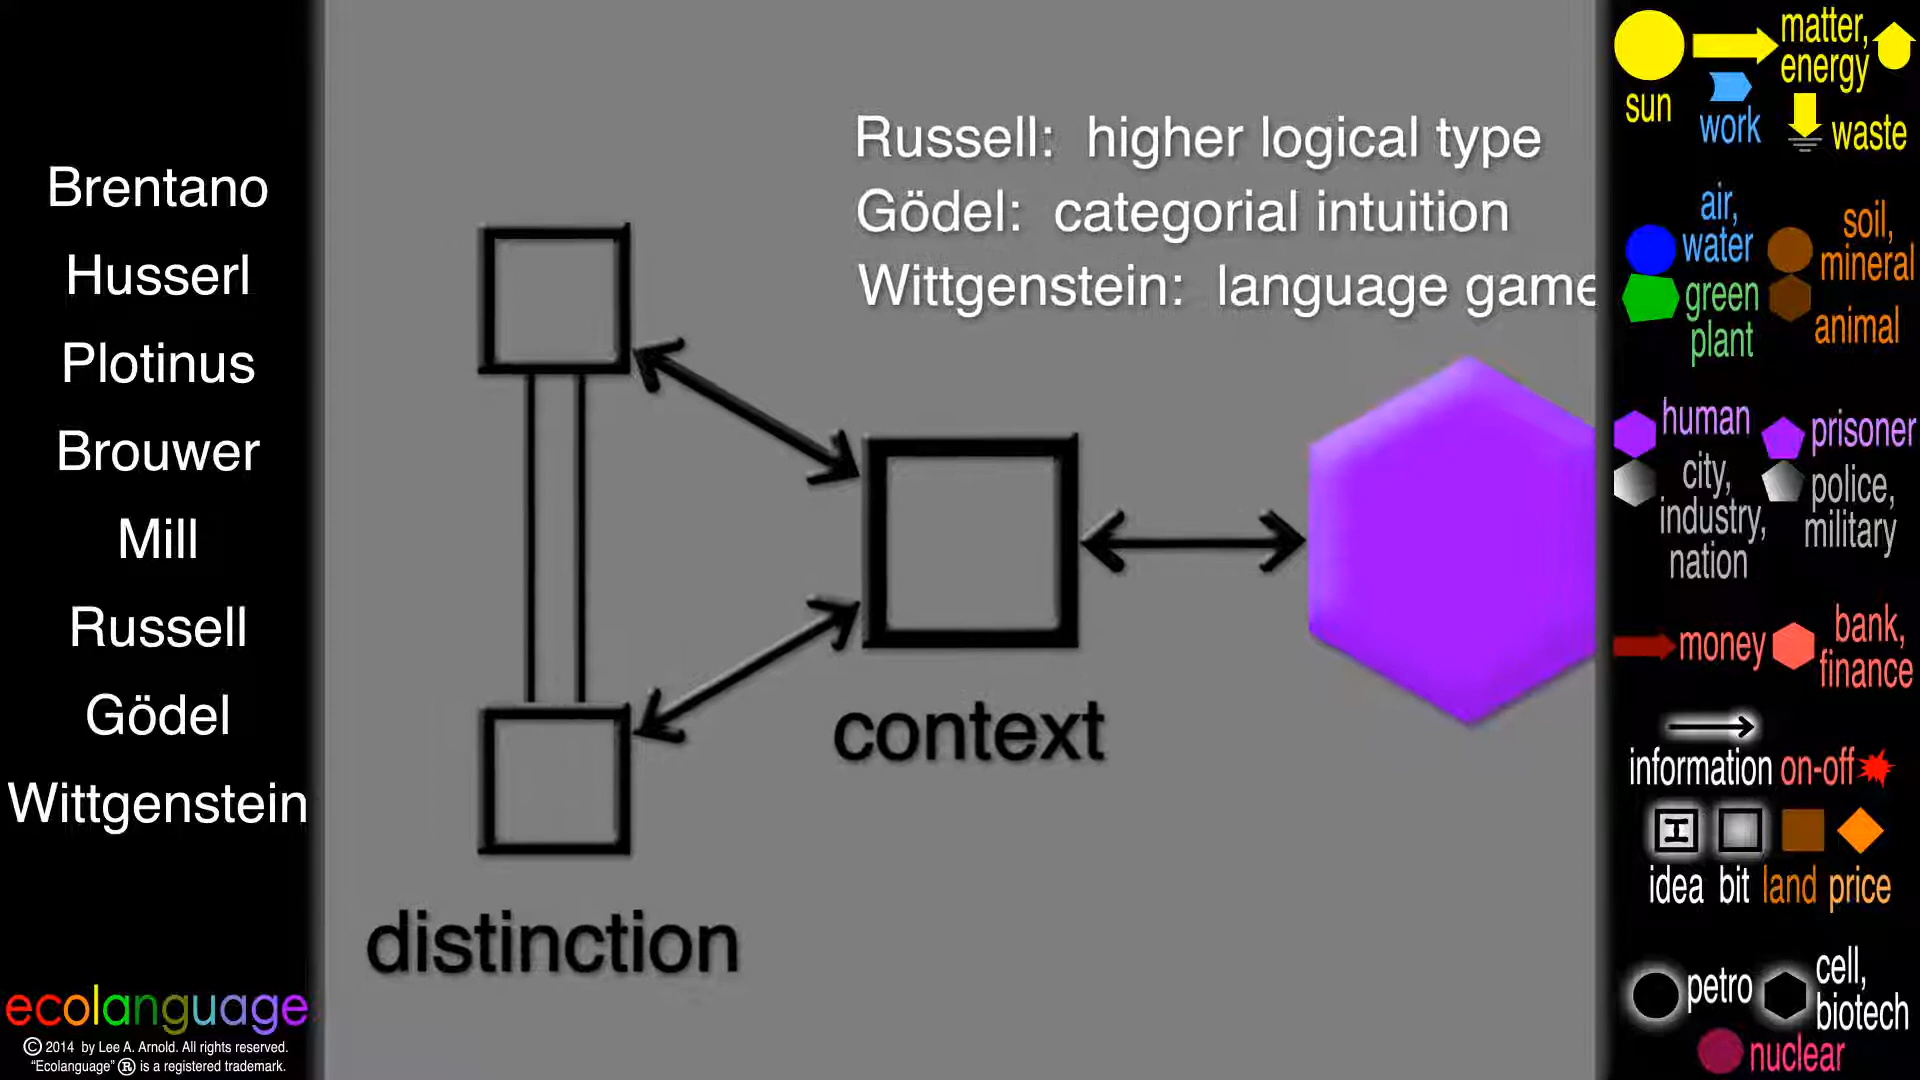 Brentano
Husserl
Plotinus
Brouwer
Mill
Russell
Gödel
Wittgenstein
ecolanguage
© 2014 by Lee A. Arnold. All rights reserved.
“Ecolanguage” ® is a registered trademark.
Russell: higher logical type
Gödel: categorial intuition
Wittgenstein: language game
context
distinction
sun
matter,
energy
work
waste
air,
water
soil,
mineral
green
plant
animal
human
prisoner
city,
industry,
nation
police,
military
money
bank,
finance
information on-off
idea bit land price
petro
cell,
biotech
nuclear